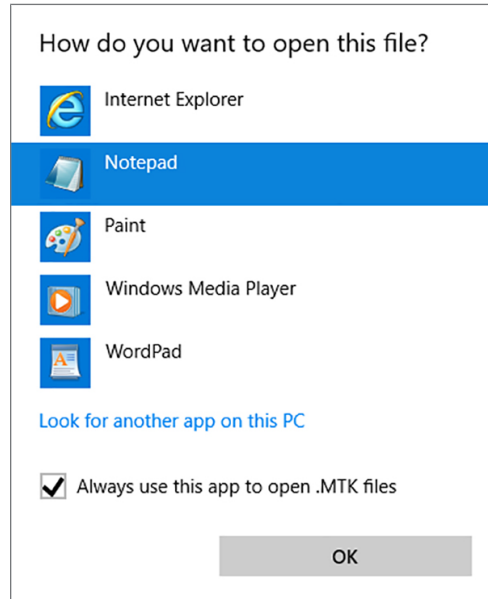 How do you want to open this file?
Internet Explorer
Notepad
Paint
Windows Media Player
WordPad
Look for another app on this PC
Always use this app to open .MTK files
OK